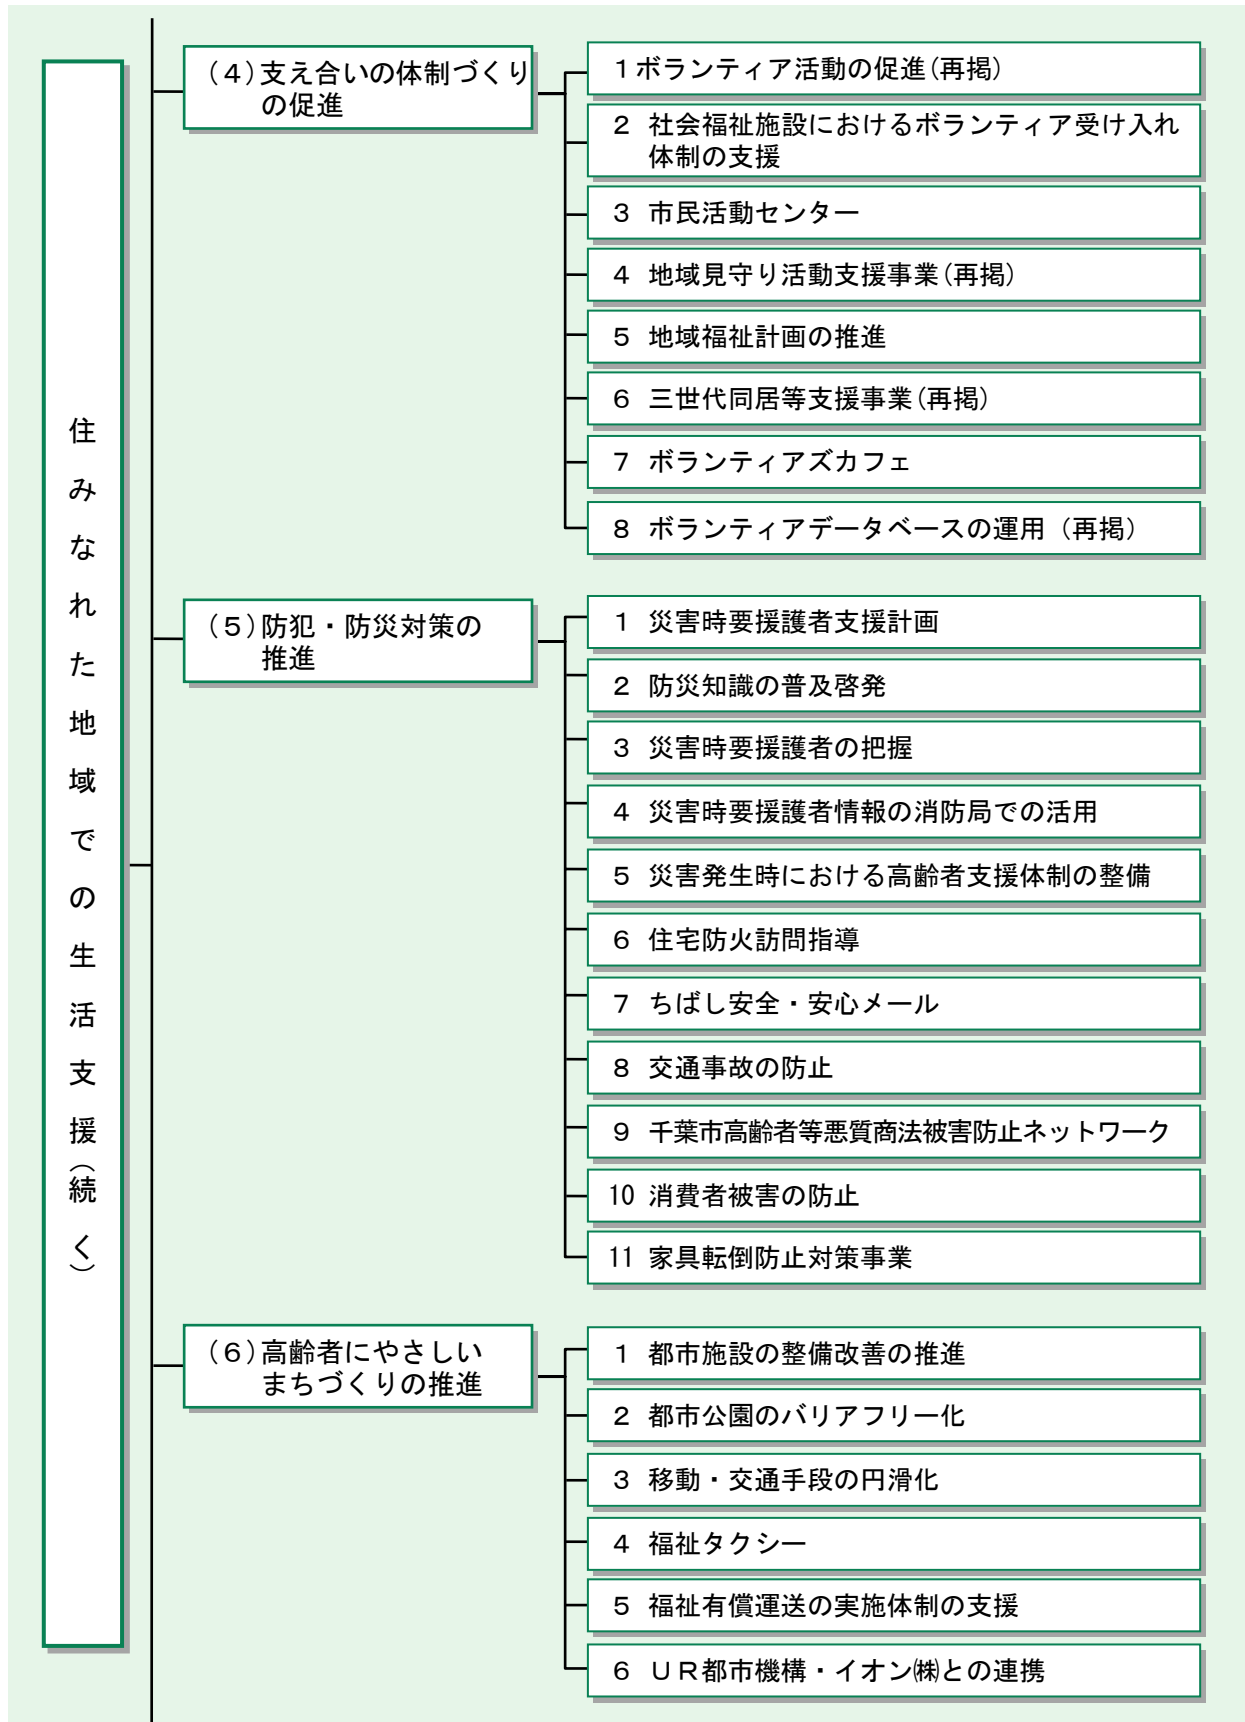 住みなれた地域での生活支援(続く)
(4)支え合いの体制づくり
の促進
1 ボランティア活動の促進(再掲)
2 社会福祉施設におけるボランティア受け入れ
体制の支援
3 市民活動センター
4 地域見守り活動支援事業(再掲)
5 地域福祉計画の推進
6 三世代同居等支援事業(再掲)
7 ボランティアズカフェ
8 ボランティアデータベースの運用(再掲)
(5)防犯・防災対策の
推進
1 災害時要援護者支援計画
2 防災知識の普及啓発
3 災害時要援護者の把握
4 災害時要援護者情報の消防局での活用
5 災害発生時における高齢者支援体制の整備
6 住宅防火訪問指導
7 ちばし安全・安心メール
8 交通事故の防止
9 千葉市高齢者等悪質商法被害防止ネットワーク
10 消費者被害の防止
11 家具転倒防止対策事業
(6)高齢者にやさしい
まちづくりの推進
1 都市施設の整備改善の推進
2 都市公園のバリアフリー化
3 移動・交通手段の円滑化
4 福祉タクシー
5 福祉有償運送の実施体制の支援
6 UR都市機構・イオン㈱との連携